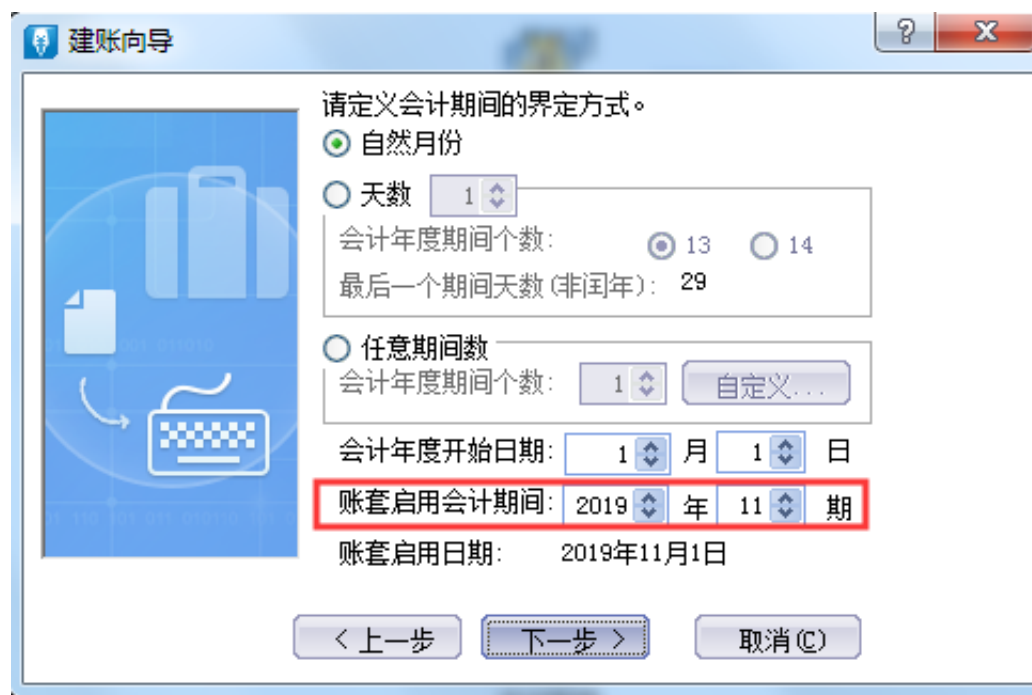 建账向导
请定义会计期间的界定方式。
自然月份
天数 1
会计年度期间个数: 13 14
最后一个期间天数(非闰年): 29
任意期间数
会计年度期间个数: 1 自定义...
会计年度开始日期: 1 月 1 日
账套启用会计期间: 2019 年 11 期
账套启用日期: 2019年11月1日
<上一步 下一步> 取消(C)